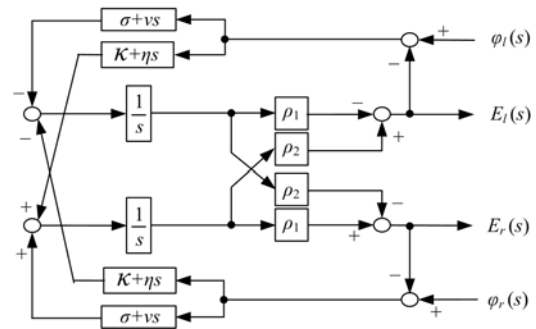 σ+νs
+ φl(s)
κ+ηs
−
−
−
1/s
ρ1
−
El(s)
+
ρ2
ρ2
−
+
1/s
ρ1
+
Er(s)
+
κ+ηs
−
σ+νs
+ φr(s)